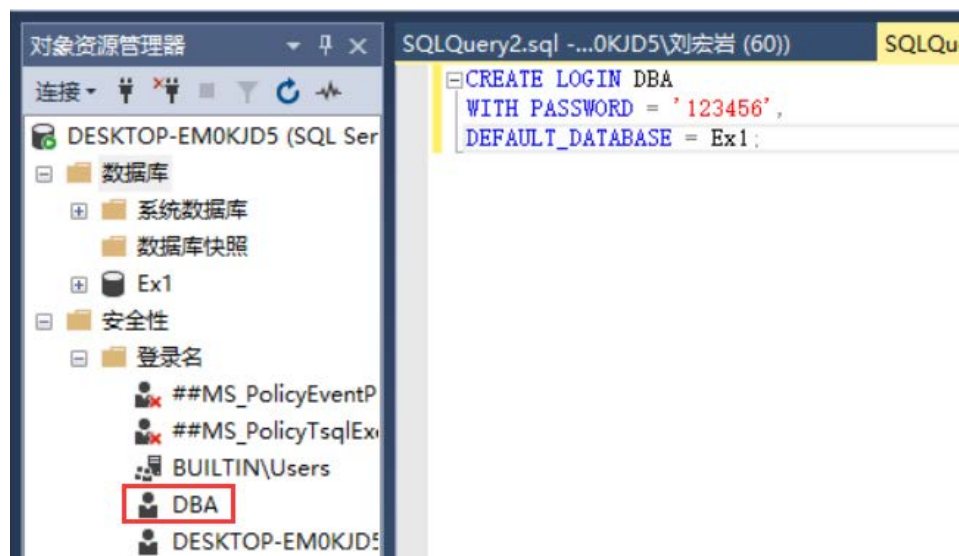 对象资源管理器
连接
DESKTOP-EM0KJD5 (SQL Ser
数据库
系统数据库
数据库快照
Ex1
安全性
登录名
##MS_PolicyEventP
##MS_PolicyTsqlEx
BUILTIN\Users
DBA
DESKTOP-EM0KJD5
SQLQuery2.sql -...0KJD5\刘宏岩 (60))
SQLQu
CREATE LOGIN DBA
WITH PASSWORD = '123456',
DEFAULT_DATABASE = Ex1;